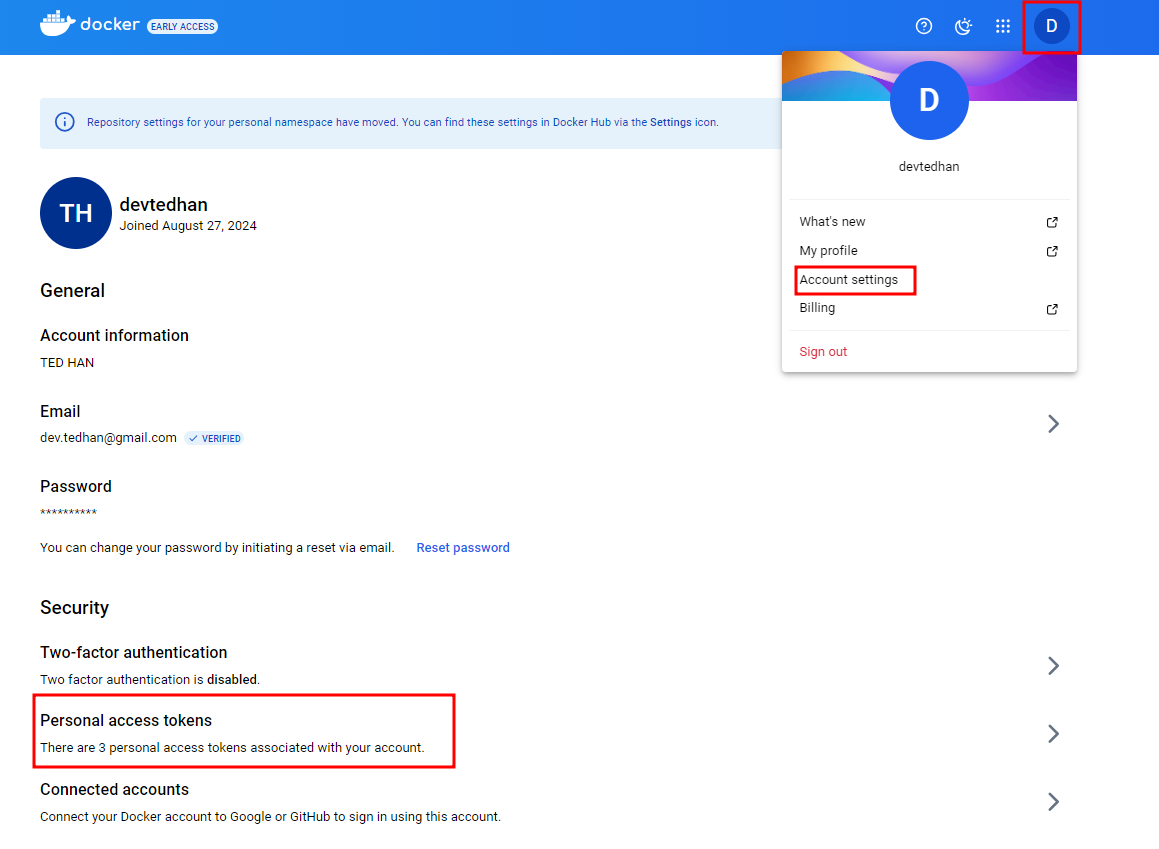 docker EARLY ACCESS
D
Repository settings for your personal namespace have moved. You can find these settings in Docker Hub via the Settings icon.
D
devtedhan
What's new
My profile
Account settings
Billing
Sign out
TH
devtedhan
Joined August 27, 2024
General
Account information
TED HAN
Email
dev.tedhan@gmail.com VERIFIED
Password
**********
You can change your password by initiating a reset via email. Reset password
Security
Two-factor authentication
Two factor authentication is disabled.
Personal access tokens
There are 3 personal access tokens associated with your account.
Connected accounts
Connect your Docker account to Google or GitHub to sign in using this account.